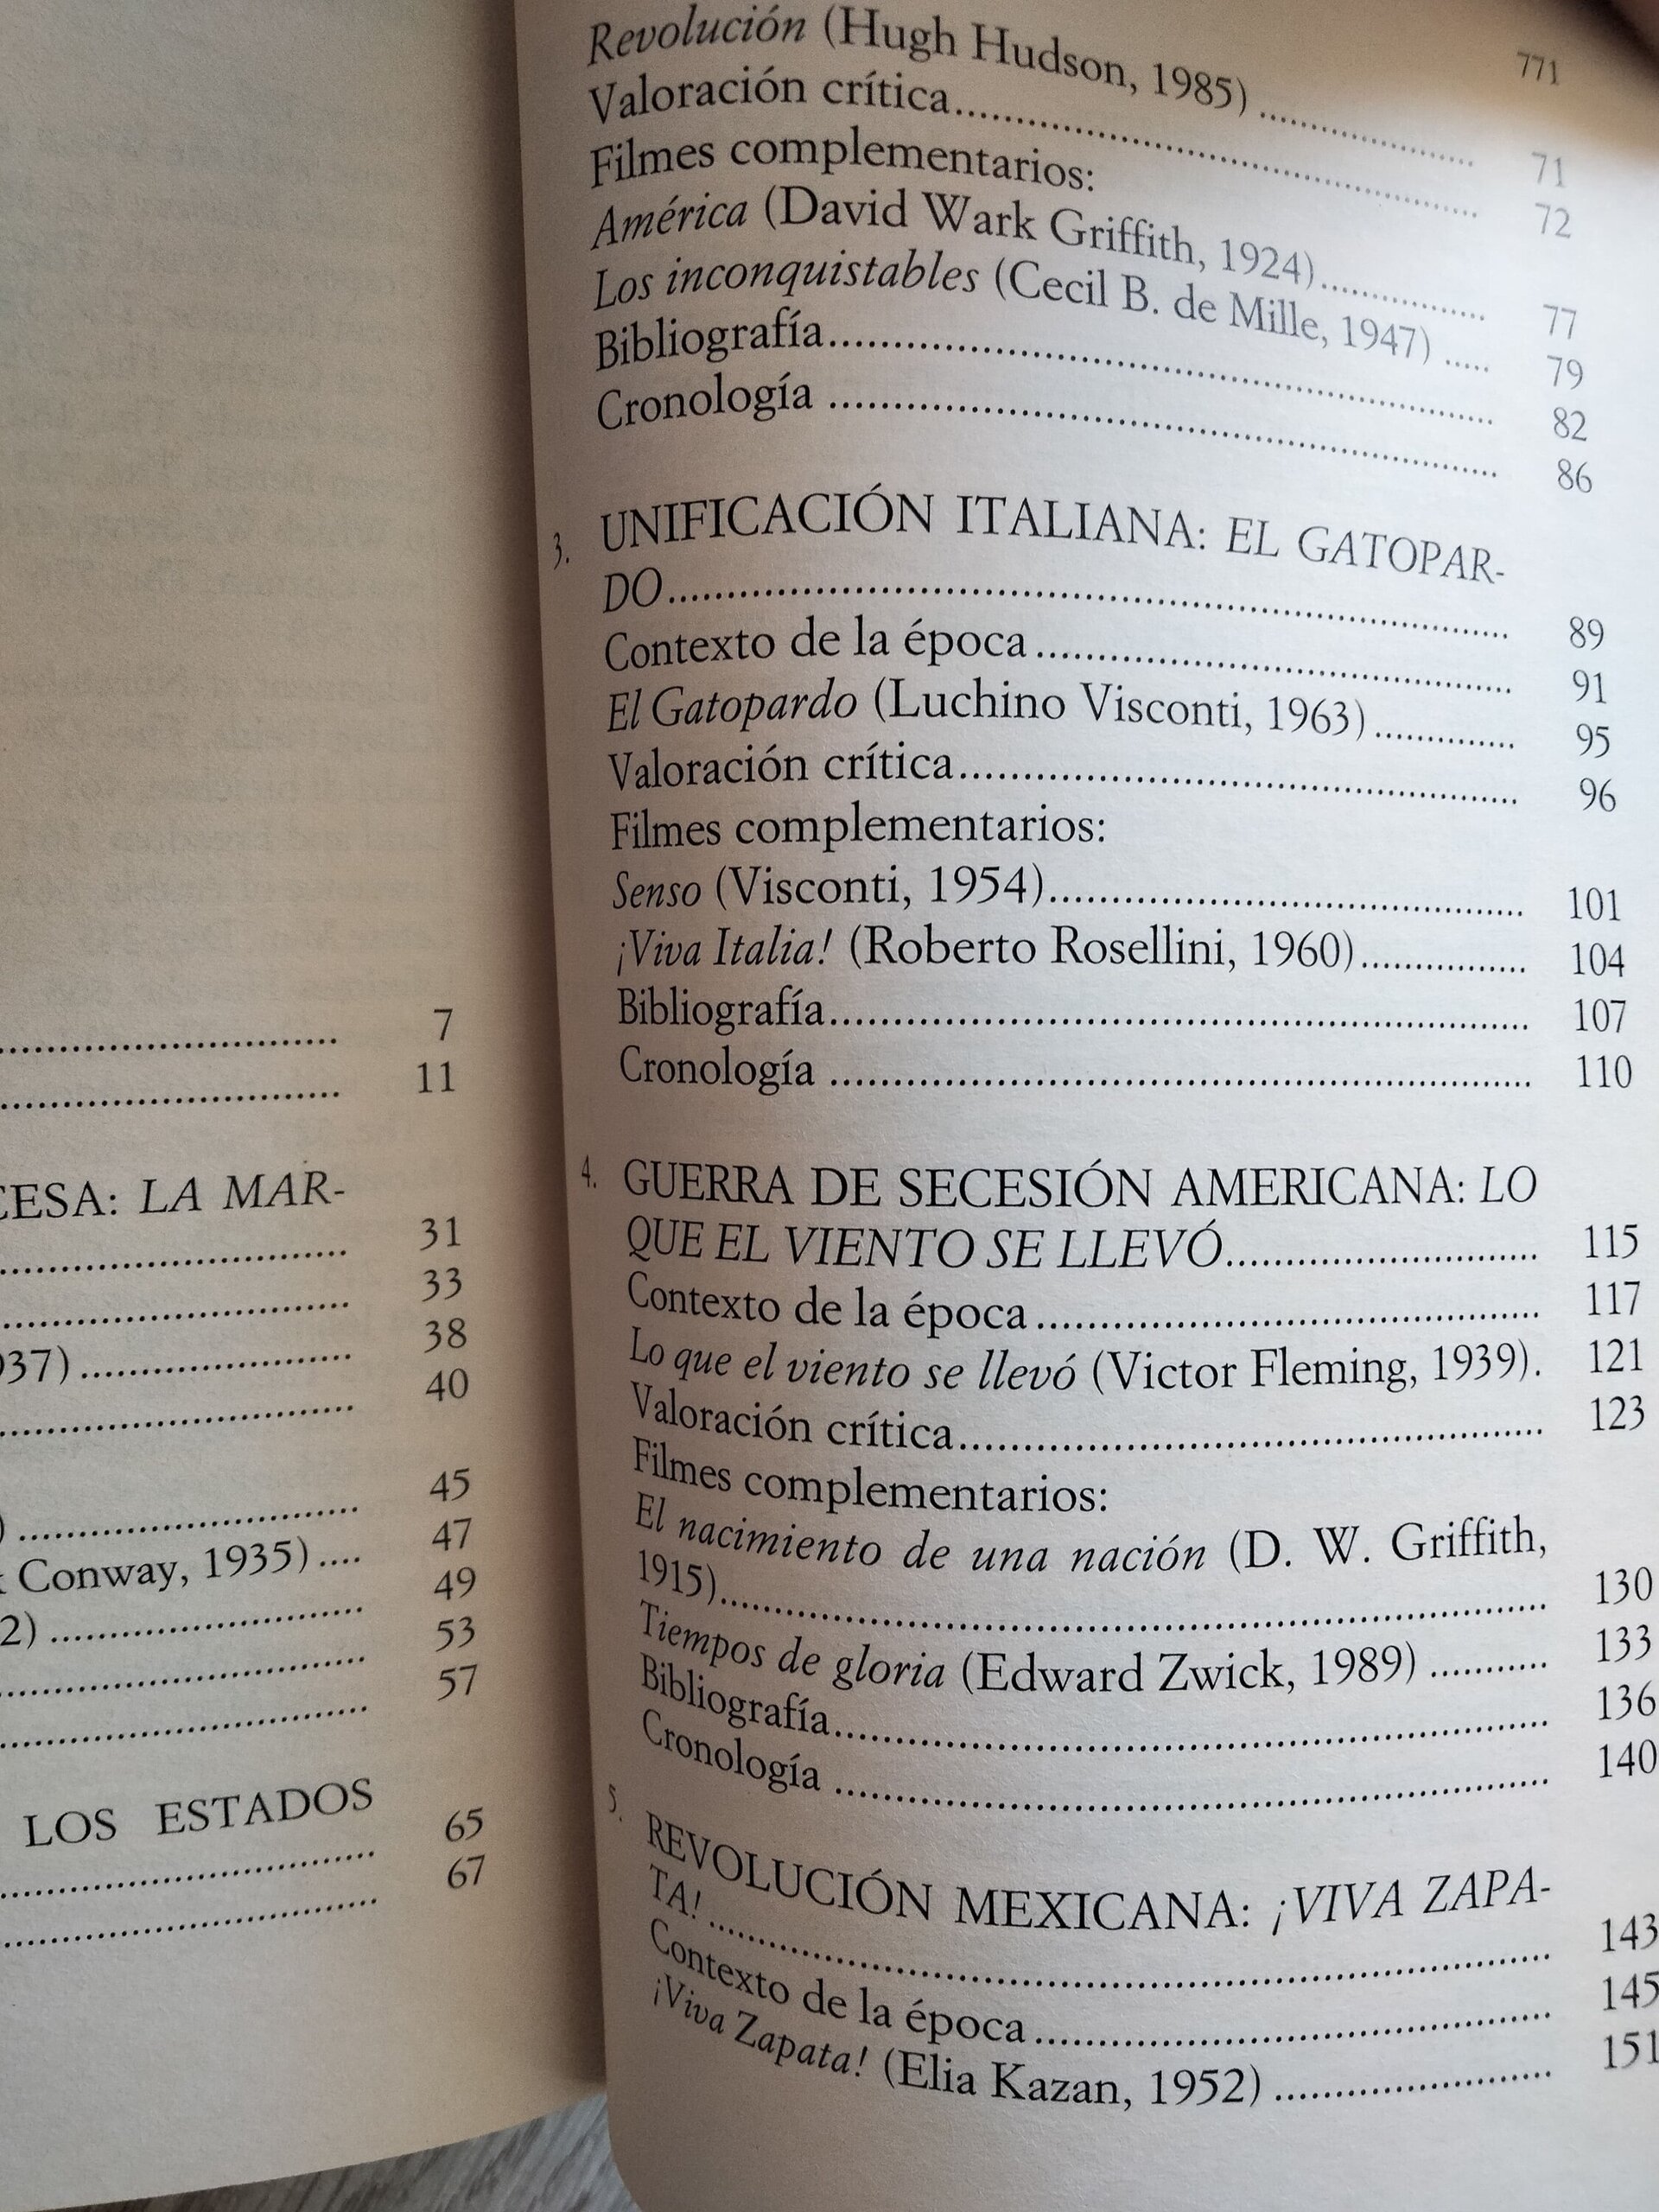 7
11
CESA: LA MAR-
31
33
937) 38
40
45
) 47
Conway, 1935) 49
2) 53
57
LOS ESTADOS
65
67
771
Revolución (Hugh Hudson, 1985) 71
Valoración crítica 72
Filmes complementarios:
América (David Wark Griffith, 1924) 77
Los inconquistables (Cecil B. de Mille, 1947) 79
Bibliografía 82
Cronología 86
3. UNIFICACIÓN ITALIANA: EL GATOPAR-
DO 89
Contexto de la época 91
El Gatopardo (Luchino Visconti, 1963) 95
Valoración crítica 96
Filmes complementarios:
Senso (Visconti, 1954) 101
¡Viva Italia! (Roberto Rosellini, 1960) 104
Bibliografía 107
Cronología 110
4. GUERRA DE SECESIÓN AMERICANA: LO
QUE EL VIENTO SE LLEVÓ 115
Contexto de la época 117
Lo que el viento se llevó (Victor Fleming, 1939). 121
Valoración crítica 123
Filmes complementarios:
El nacimiento de una nación (D. W. Griffith,
1915) 130
Tiempos de gloria (Edward Zwick, 1989) 133
Bibliografía 136
Cronología 140
5. REVOLUCIÓN MEXICANA: ¡VIVA ZAPA-
TA! 143
Contexto de la época 145
¡Viva Zapata! (Elia Kazan, 1952) 151